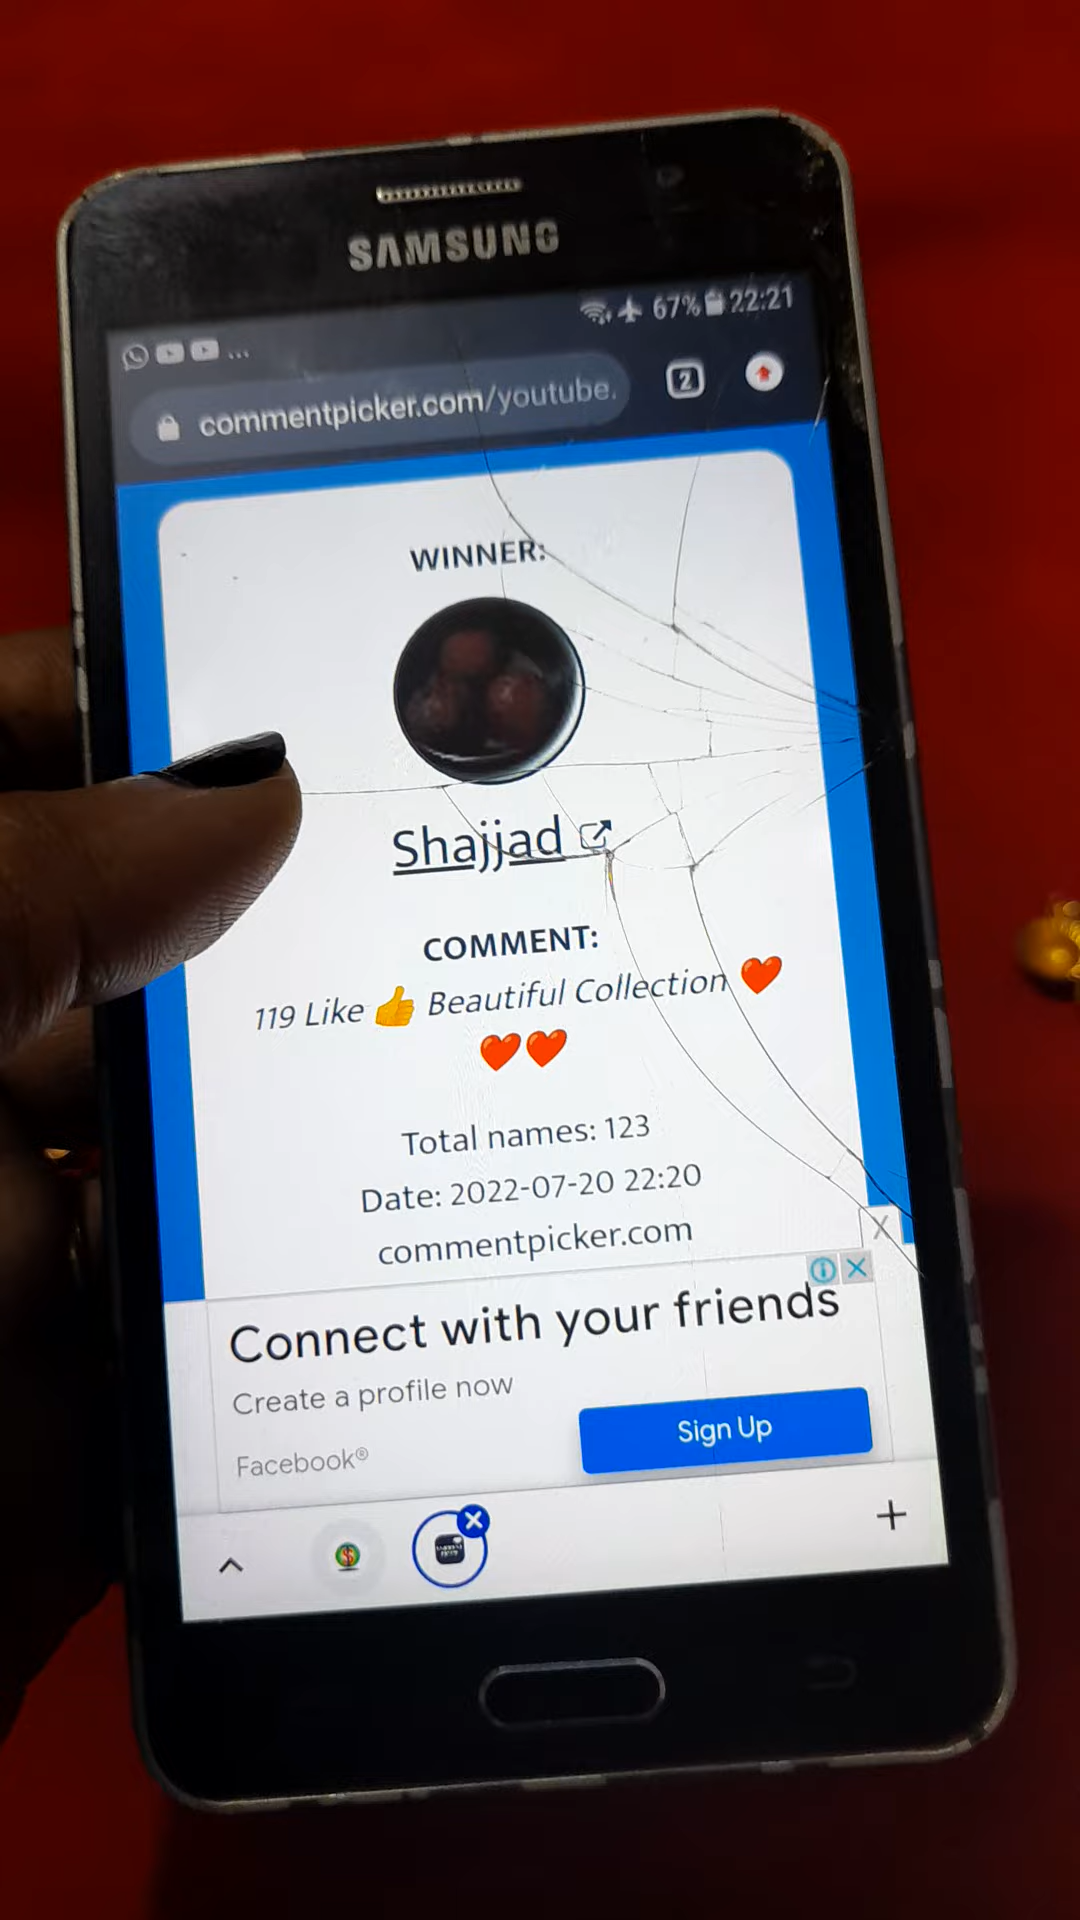 SAMSUNG
67% 22:21
...
commentpicker.com/youtube.
2
WINNER:
Shajjad
COMMENT:
119 Like 👍 Beautiful Collection ❤️
❤️❤️
Total names: 123
Date: 2022-07-20 22:20
commentpicker.com
X
Connect with your friends
Create a profile now
Sign Up
Facebook®